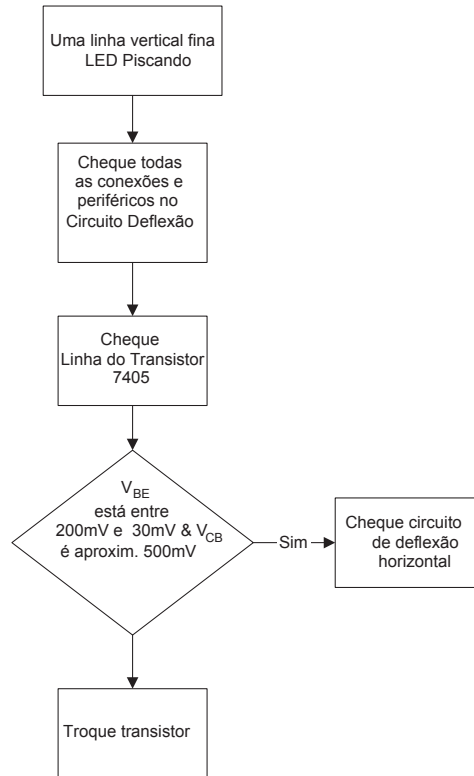 Uma linha vertical fina
LED Piscando
Cheque todas
as conexões e
periféricos no
Circuito Deflexão
Cheque
Linha do Transistor
7405
VBE
está entre
200mV e 30mV & VCB
é aproxim. 500mV
Sim
Cheque circuito
de deflexão
horizontal
Troque transistor